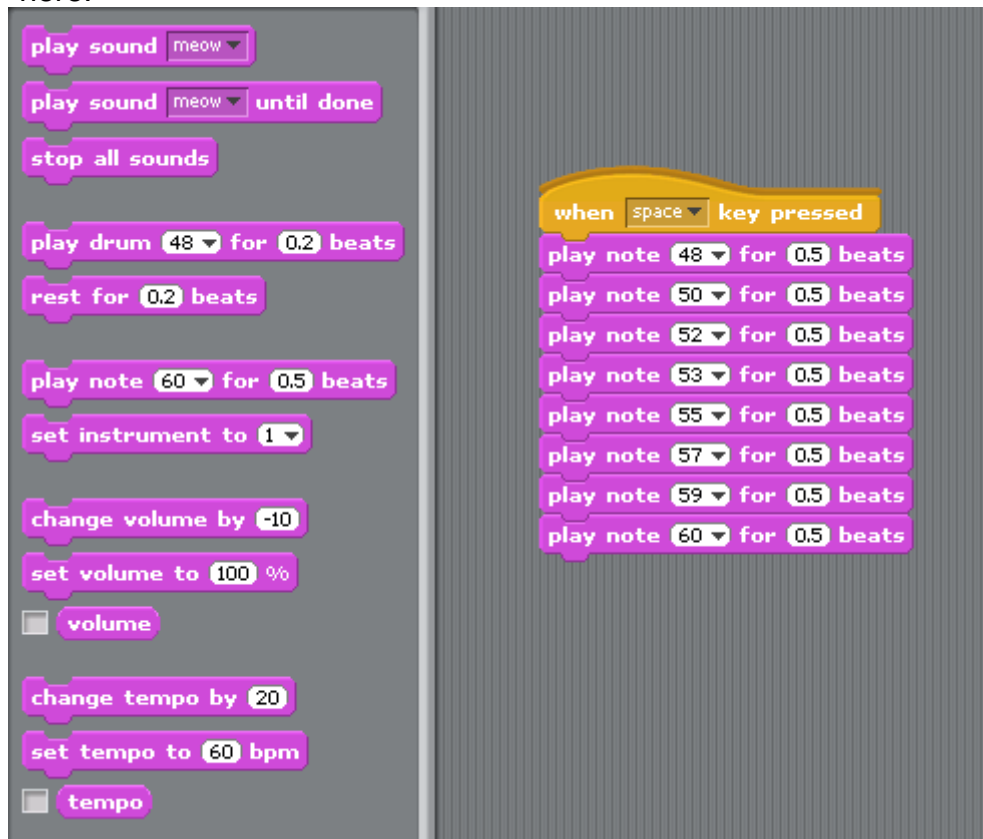 play sound meow
play sound meow until done
stop all sounds
play drum 48 for 0.2 beats
rest for 0.2 beats
play note 60 for 0.5 beats
set instrument to 1
change volume by -10
set volume to 100 %
volume
change tempo by 20
set tempo to 60 bpm
tempo
when space key pressed
play note 48 for 0.5 beats
play note 50 for 0.5 beats
play note 52 for 0.5 beats
play note 53 for 0.5 beats
play note 55 for 0.5 beats
play note 57 for 0.5 beats
play note 59 for 0.5 beats
play note 60 for 0.5 beats